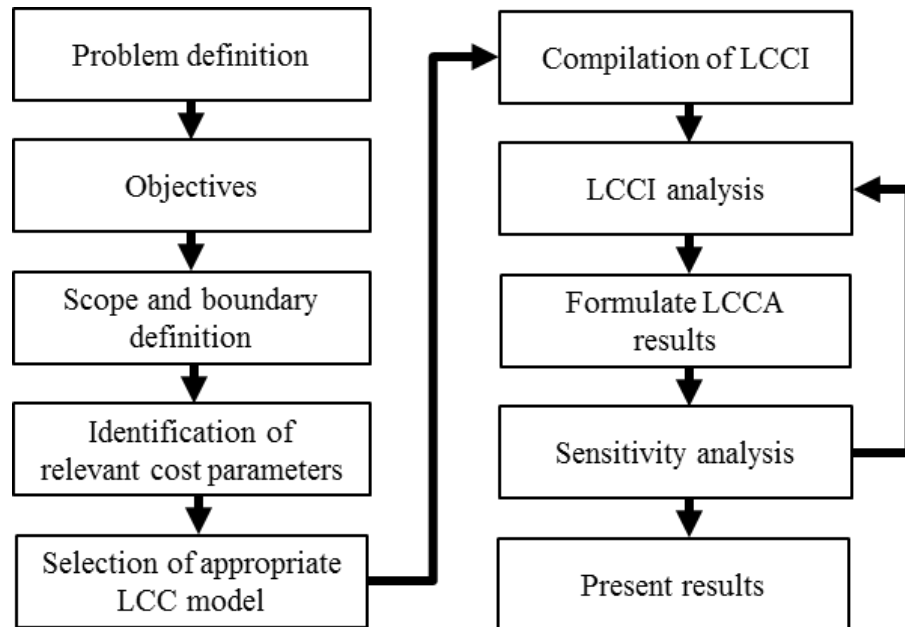 Problem definition
Objectives
Scope and boundary
definition
Identification of
relevant cost parameters
Selection of appropriate
LCC model
Compilation of LCCI
LCCI analysis
Formulate LCCA
results
Sensitivity analysis
Present results